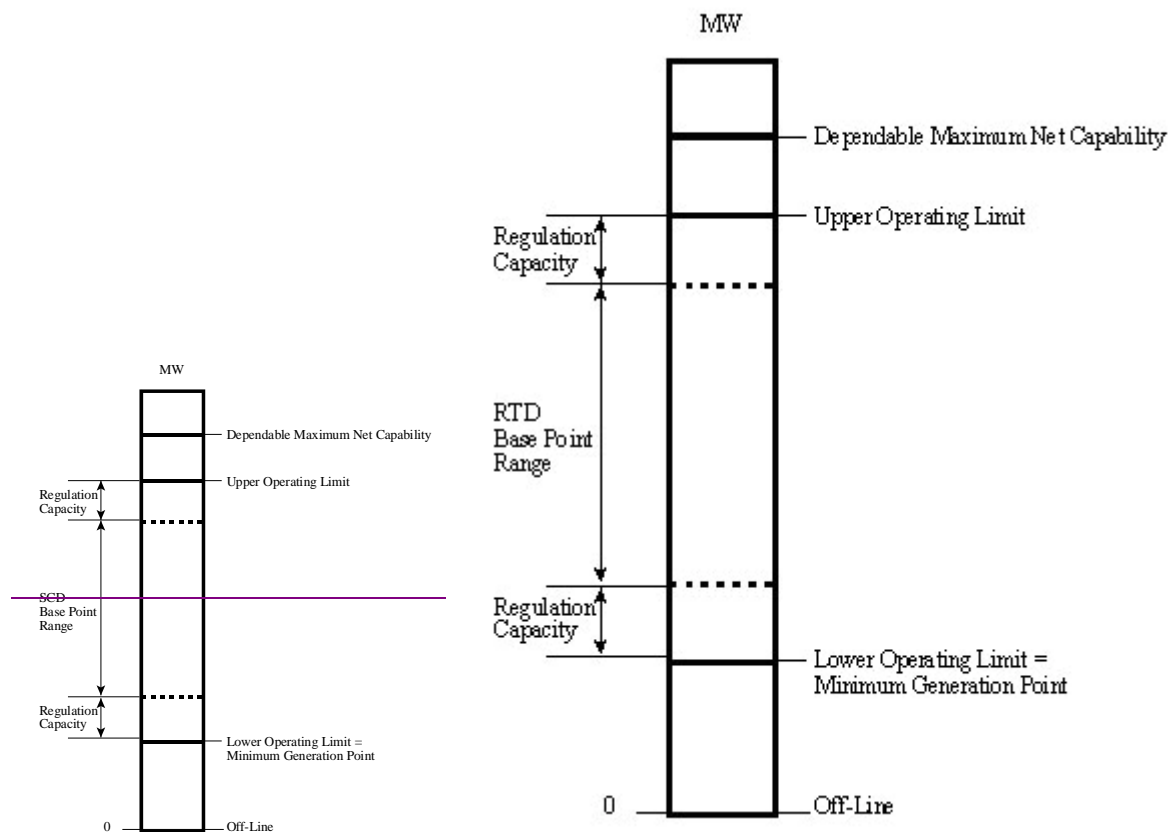 MW
Dependable Maximum Net Capability
Upper Operating Limit
Regulation
Capacity
SCD
Base Point
Range
Regulation
Capacity
Lower Operating Limit =
Minimum Generation Point
0
Off-Line
MW
Dependable Maximum Net Capability
Upper Operating Limit
Regulation
Capacity
RTD
Base Point
Range
Regulation
Capacity
Lower Operating Limit =
Minimum Generation Point
0
Off-Line